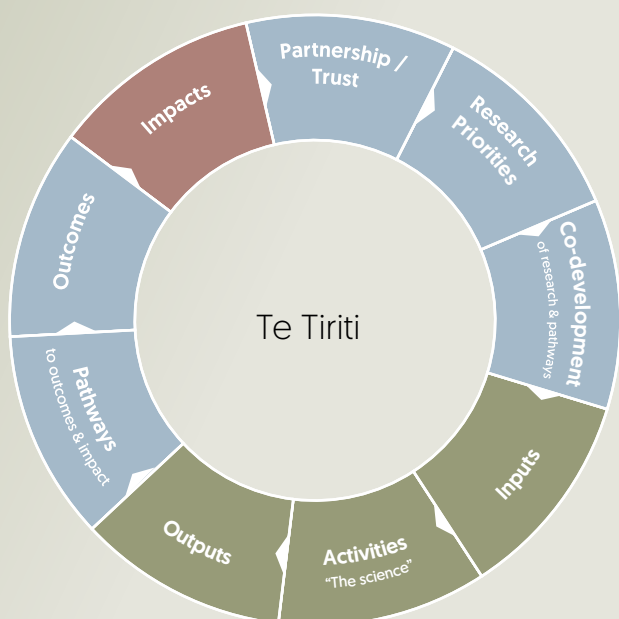 Partnership /
Trust
Research
Priorities
Co-development
of research & pathways
Inputs
Activities
“The science”
Outputs
Pathways
to outcomes & impact
Outcomes
Impacts
Te Tiriti